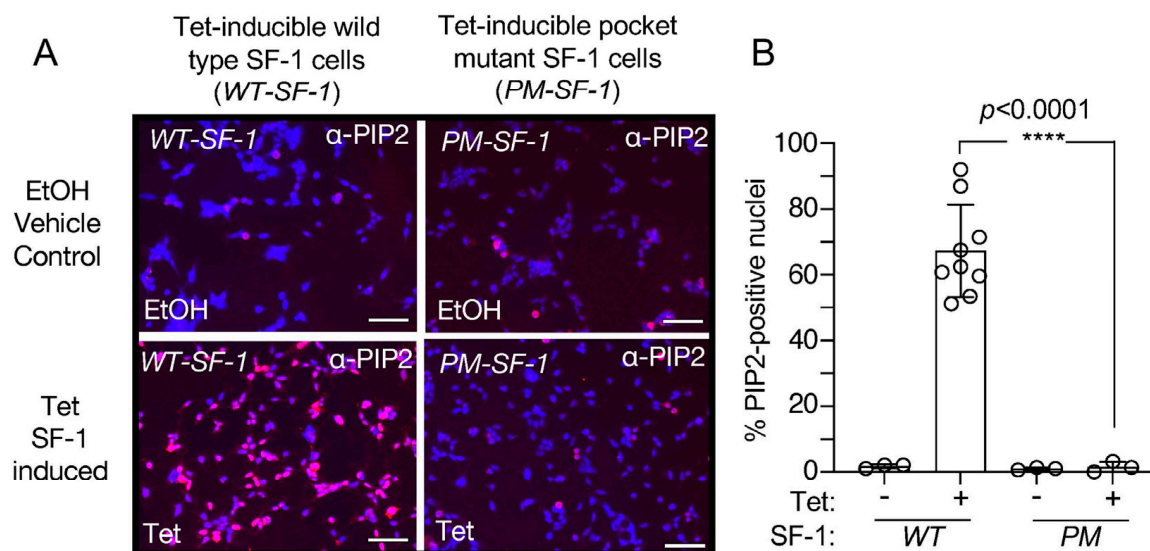 A
Tet-inducible wild
type SF-1 cells
(WT-SF-1)
Tet-inducible pocket
mutant SF-1 cells
(PM-SF-1)
EtOH
Vehicle
Control
WT-SF-1 α-PIP2
EtOH
PM-SF-1 α-PIP2
EtOH
Tet
SF-1
induced
WT-SF-1 α-PIP2
Tet
PM-SF-1 α-PIP2
Tet
B
p<0.0001
****
% PIP2-positive nuclei
100
80
60
40
20
0
Tet: - + - +
SF-1: WT PM